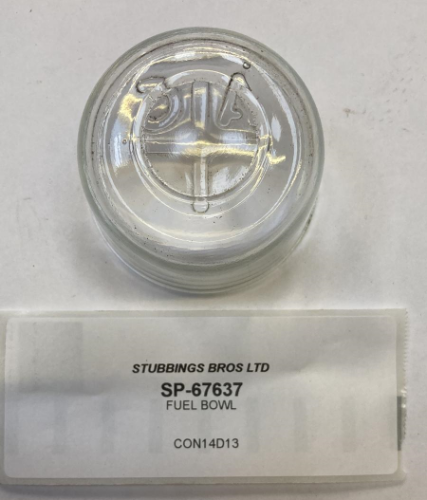 STUBBINGS BROS LTD
SP-67637
FUEL BOWL
CON14D13